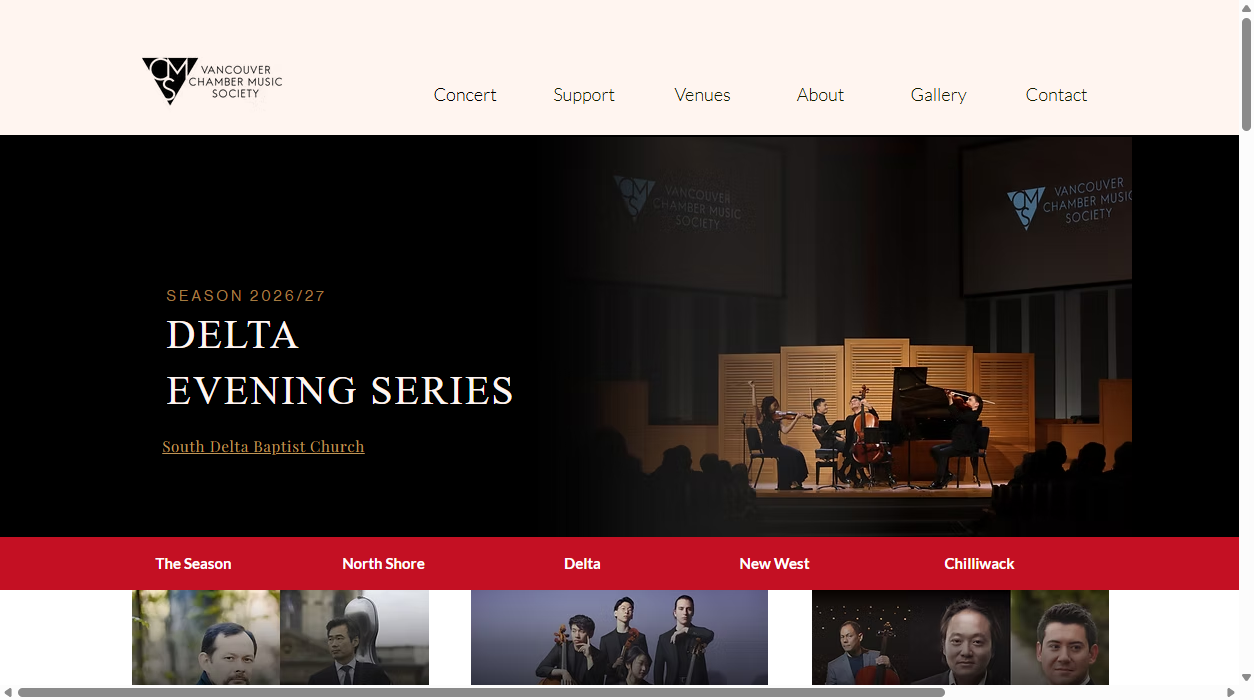 CMS
VANCOUVER
CHAMBER MUSIC
SOCIETY
Concert
Support
Venues
About
Gallery
Contact
VANCOUVER
CHAMBER MUSIC
SOCIETY
VANCOUVER
CHAMBER MUSIC
SOCIETY
SEASON 2026/27
DELTA
EVENING SERIES
South Delta Baptist Church
The Season
North Shore
Delta
New West
Chilliwack